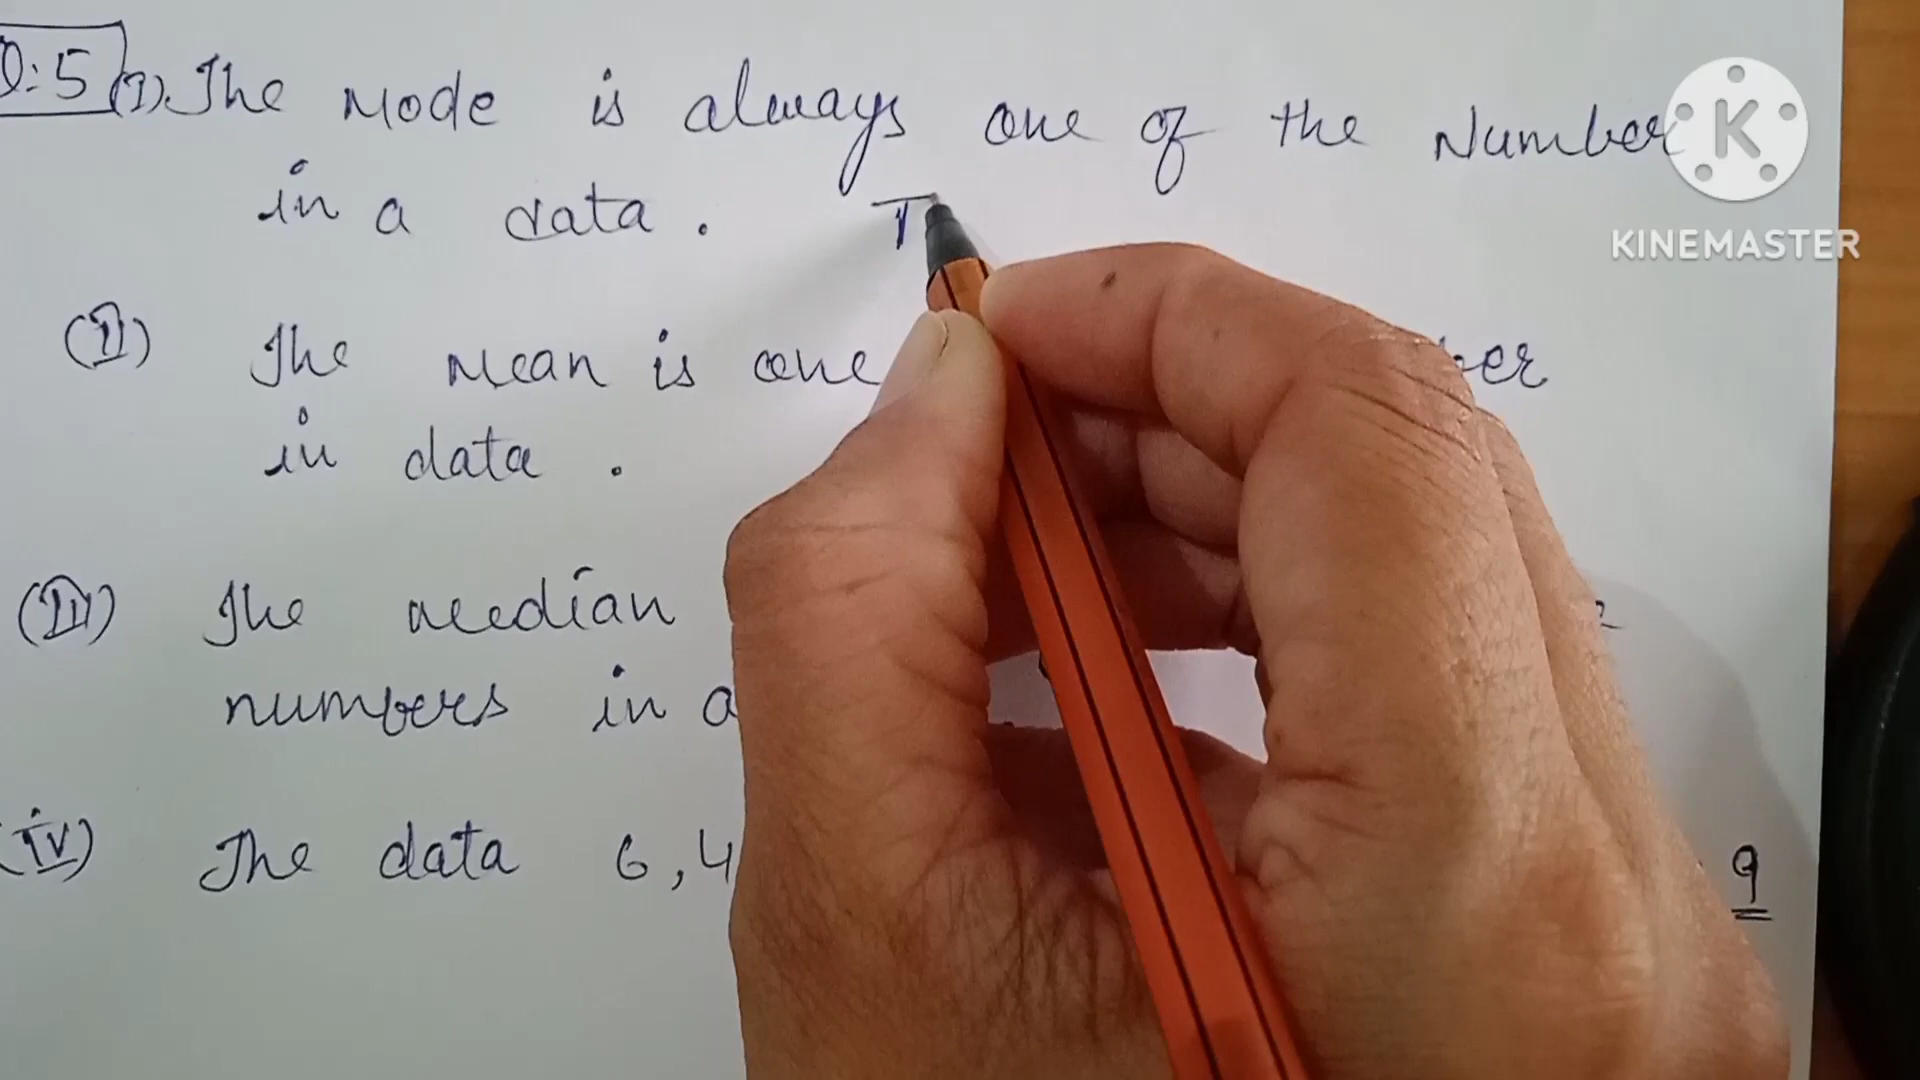 Q:5 (I). The Mode is always one of the Number
in a data. T
(II) The Mean is one ber
in data .
(III) The Median
numbers in a
(iv) The data 6,4 9
K
KINEMASTER